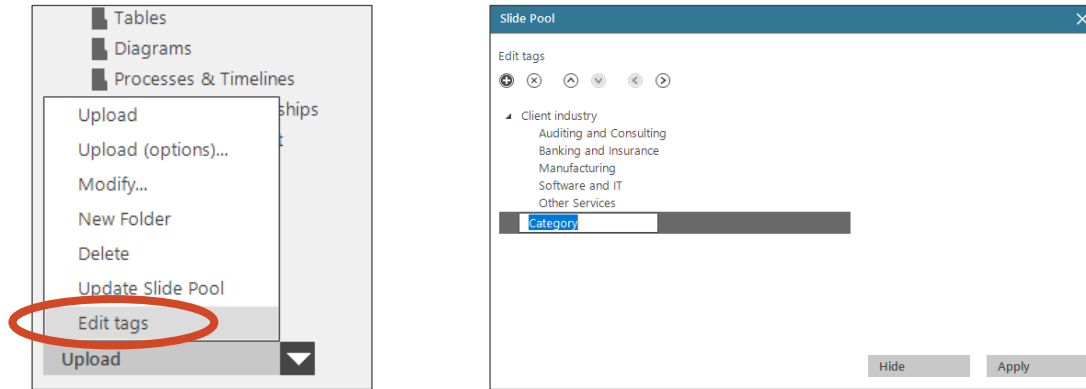 Tables
Diagrams
Processes & Timelines
ships
t
Upload
Upload (options)...
Modify...
New Folder
Delete
Update Slide Pool
Edit tags
Upload
Slide Pool
Edit tags
Client industry
Auditing and Consulting
Banking and Insurance
Manufacturing
Software and IT
Other Services
Category
Hide
Apply